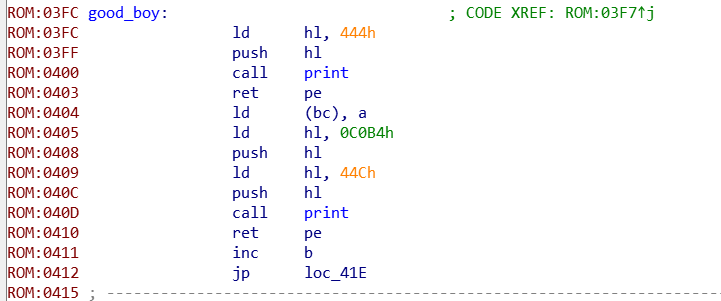 ROM:03FC good_boy: ; CODE XREF: ROM:03F7↑j
ROM:03FC ld hl, 444h
ROM:03FF push hl
ROM:0400 call print
ROM:0403 ret pe
ROM:0404 ld (bc), a
ROM:0405 ld hl, 0C0B4h
ROM:0408 push hl
ROM:0409 ld hl, 44Ch
ROM:040C push hl
ROM:040D call print
ROM:0410 ret pe
ROM:0411 inc b
ROM:0412 jp loc_41E
ROM:0415 ; ---------------------------------------------------------------------------